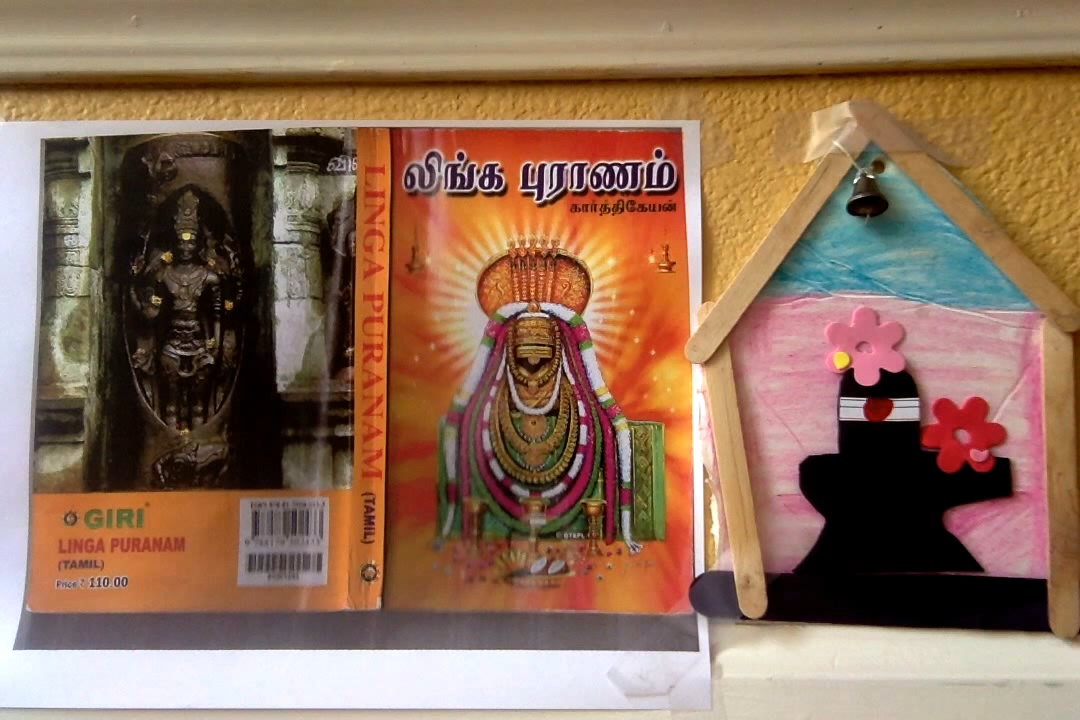 GIRI
LINGA PURANAM
(TAMIL)
Price ₹ 110.00
LINGA PURANAM (TAMIL)
லிங்க புராணம்
கார்த்திகேயன்